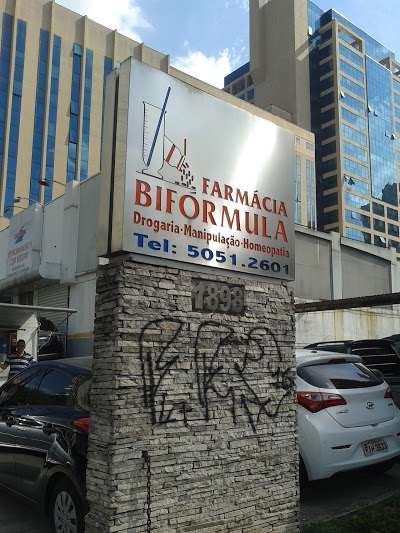 FARMÁCIA
BIFORMULA
Drogaria·Manipulação·Homeopatia
Tel: 5051.2601
1898